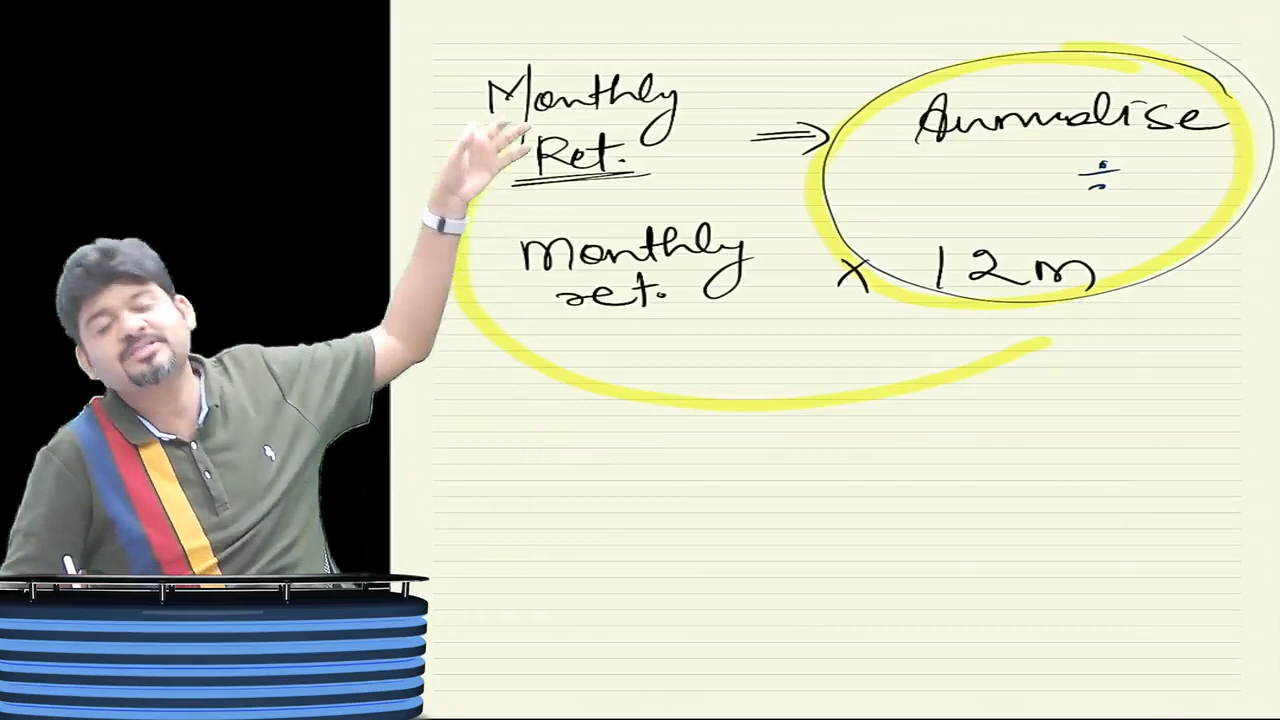 Monthly
Ret.
⇒ Annualise
÷
monthly
ret.
× 12m